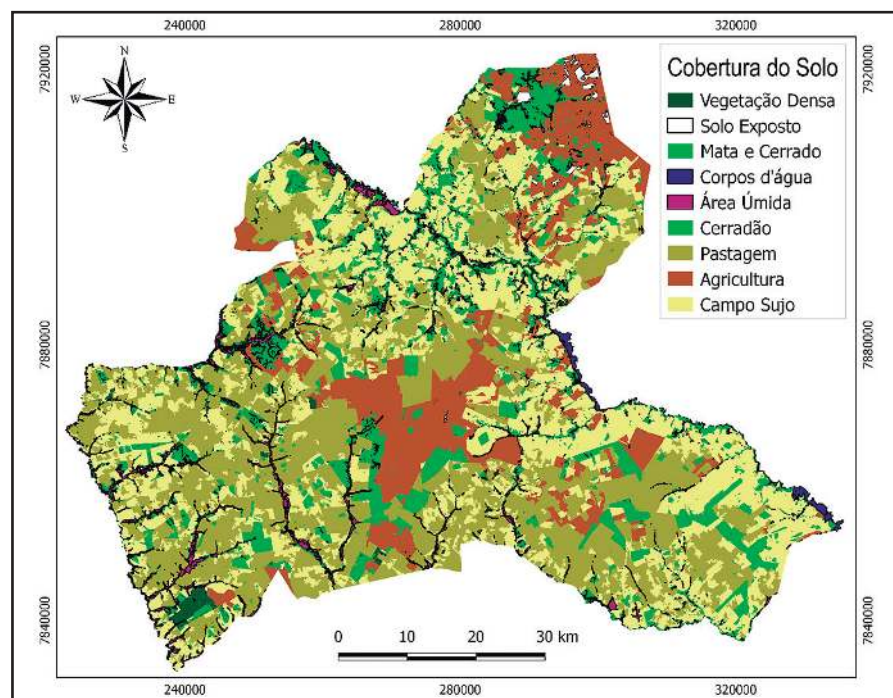 240000 280000 320000
7920000 7920000
N
W E
S
Cobertura do Solo
Vegetação Densa
Solo Exposto
Mata e Cerrado
Corpos d'água
Área Úmida
Cerradão
Pastagem
Agricultura
Campo Sujo
7880000 7880000
7840000 7840000
0 10 20 30 km
240000 280000 320000